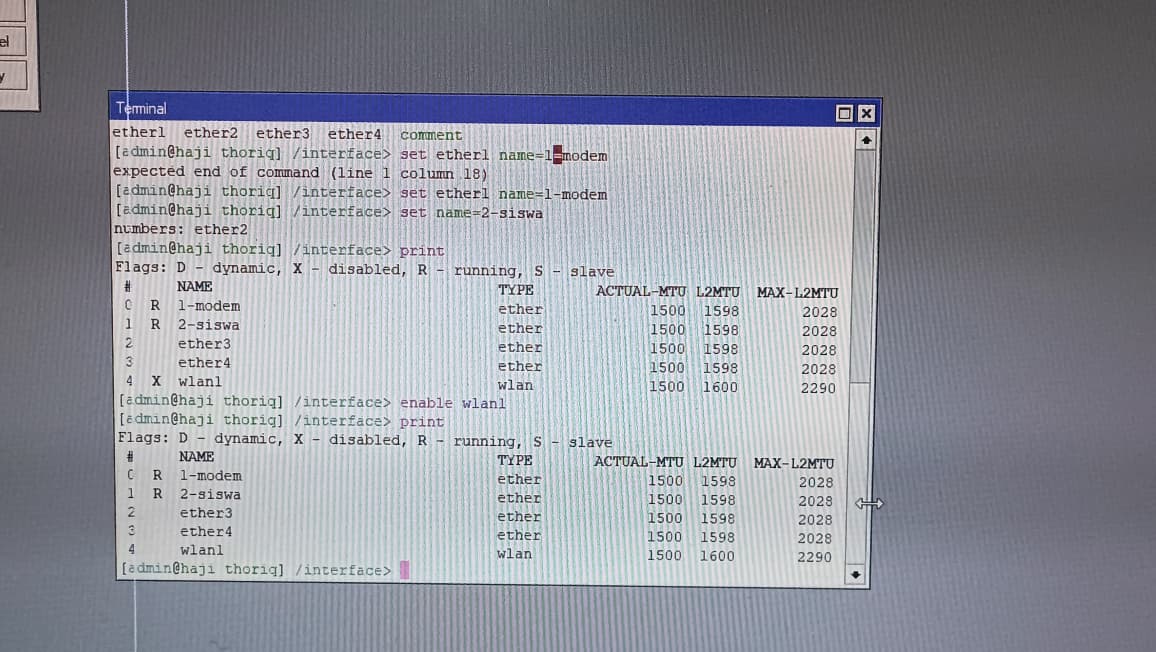 el
y
Terminal
ether1 ether2 ether3 ether4 comment
[admin@haji thoriq] /interface> set ether1 name=1=modem
expected end of command (line 1 column 18)
[admin@haji thoriq] /interface> set ether1 name=1-modem
[admin@haji thoriq] /interface> set name=2-siswa
numbers: ether2
[admin@haji thoriq] /interface> print
Flags: D - dynamic, X - disabled, R - running, S - slave
# NAME TYPE ACTUAL-MTU L2MTU MAX-L2MTU
0 R 1-modem ether 1500 1598 2028
1 R 2-siswa ether 1500 1598 2028
2 ether3 ether 1500 1598 2028
3 ether4 ether 1500 1598 2028
4 X wlan1 wlan 1500 1600 2290
[admin@haji thoriq] /interface> enable wlan1
[admin@haji thoriq] /interface> print
Flags: D - dynamic, X - disabled, R - running, S - slave
# NAME TYPE ACTUAL-MTU L2MTU MAX-L2MTU
0 R 1-modem ether 1500 1598 2028
1 R 2-siswa ether 1500 1598 2028
2 ether3 ether 1500 1598 2028
3 ether4 ether 1500 1598 2028
4 wlan1 wlan 1500 1600 2290
[admin@haji thoriq] /interface>